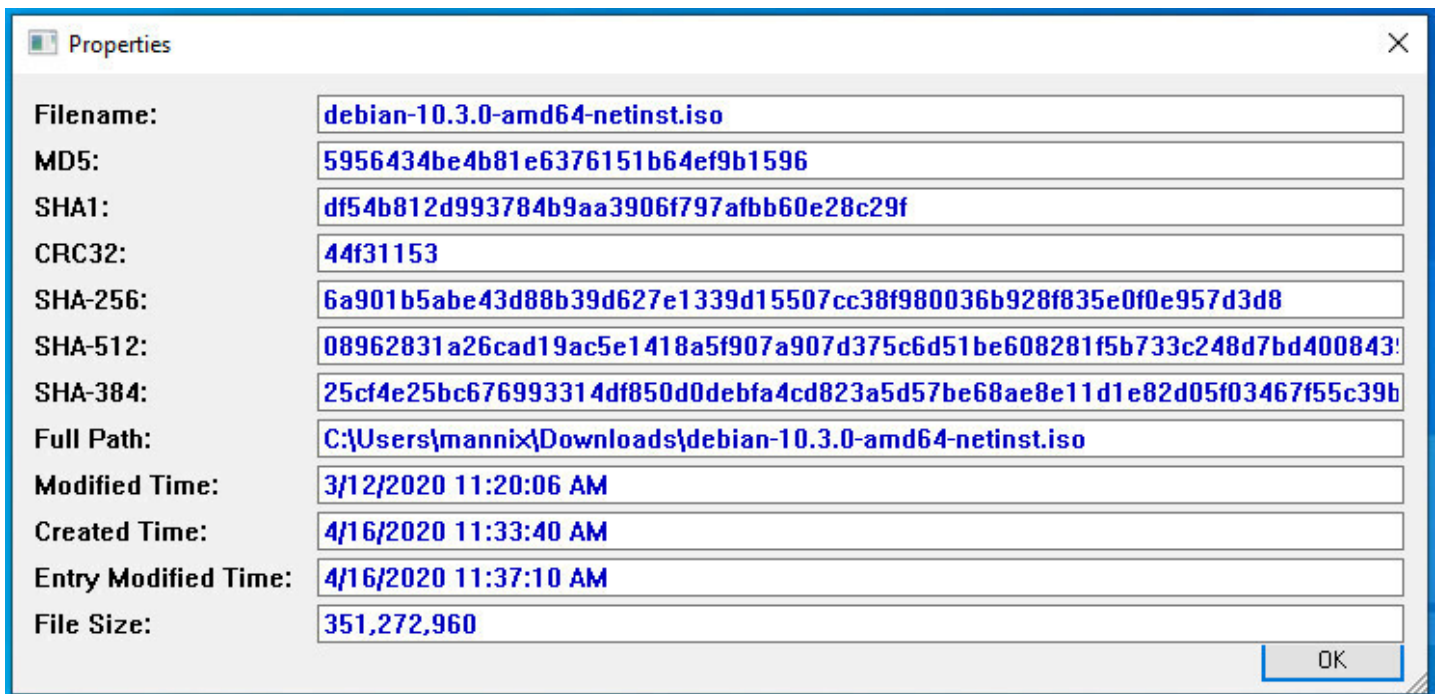 Properties
Filename: debian-10.3.0-amd64-netinst.iso
MD5: 5956434be4b81e6376151b64ef9b1596
SHA1: df54b812d993784b9aa3906f797afbb60e28c29f
CRC32: 44f31153
SHA-256: 6a901b5abe43d88b39d627e1339d15507cc38f980036b928f835e0f0e957d3d8
SHA-512: 08962831a26cad19ac5e1418a5f907a907d375c6d51be608281f5b733c248d7bd4008439
SHA-384: 25cf4e25bc676993314df850d0debfa4cd823a5d57be68ae8e11d1e82d05f03467f55c39b
Full Path: C:\Users\mannix\Downloads\debian-10.3.0-amd64-netinst.iso
Modified Time: 3/12/2020 11:20:06 AM
Created Time: 4/16/2020 11:33:40 AM
Entry Modified Time: 4/16/2020 11:37:10 AM
File Size: 351,272,960
OK